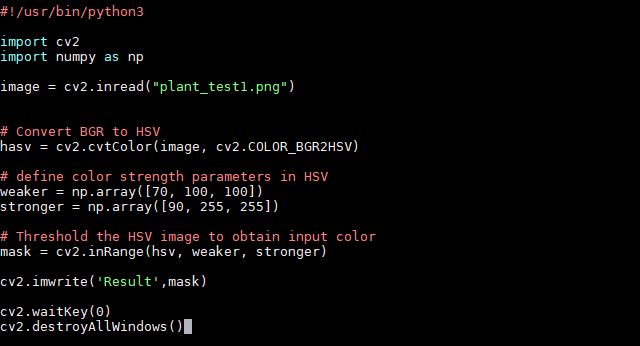 #!/usr/bin/python3
import cv2
import numpy as np
image = cv2.inread("plant_test1.png")
# Convert BGR to HSV
hasv = cv2.cvtColor(image, cv2.COLOR_BGR2HSV)
# define color strength parameters in HSV
weaker = np.array([70, 100, 100])
stronger = np.array([90, 255, 255])
# Threshold the HSV image to obtain input color
mask = cv2.inRange(hsv, weaker, stronger)
cv2.imwrite('Result',mask)
cv2.waitKey(0)
cv2.destroyAllWindows()